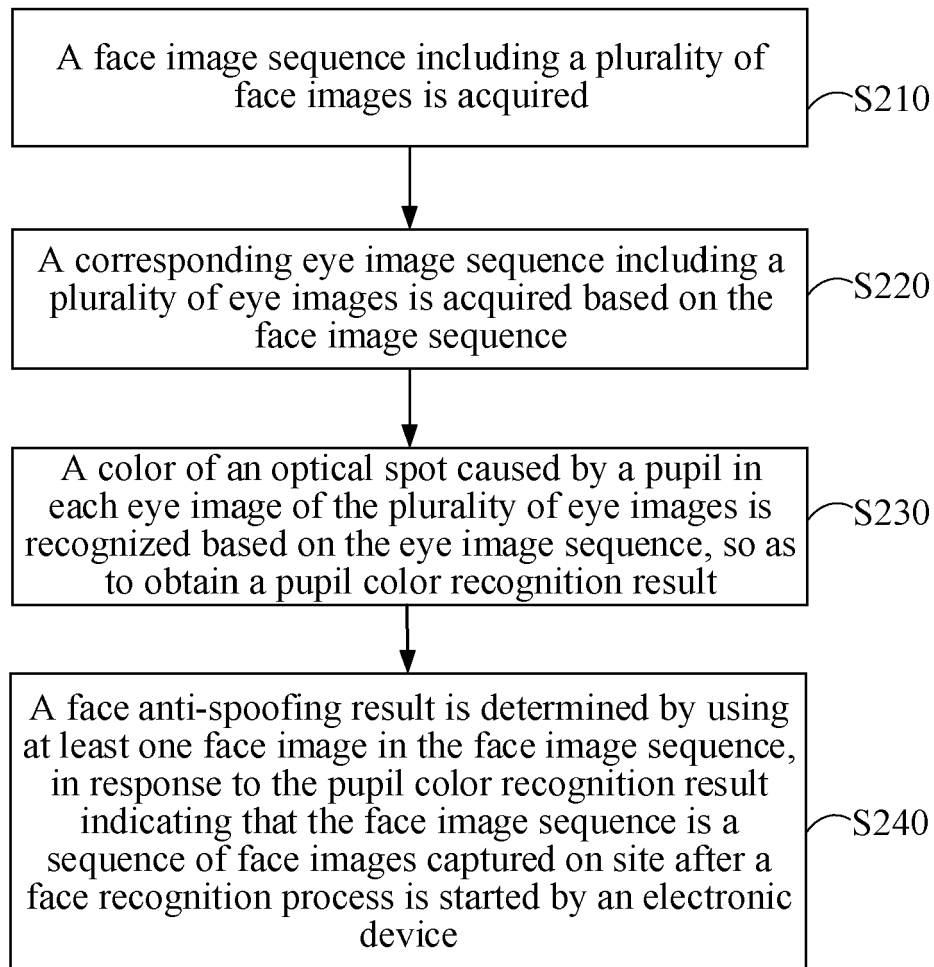 A face image sequence including a plurality of
face images is acquired
S210
A corresponding eye image sequence including a
plurality of eye images is acquired based on the
face image sequence
S220
A color of an optical spot caused by a pupil in
each eye image of the plurality of eye images is
recognized based on the eye image sequence, so as
to obtain a pupil color recognition result
S230
A face anti-spoofing result is determined by using
at least one face image in the face image sequence,
in response to the pupil color recognition result
indicating that the face image sequence is a
sequence of face images captured on site after a
face recognition process is started by an electronic
device
S240